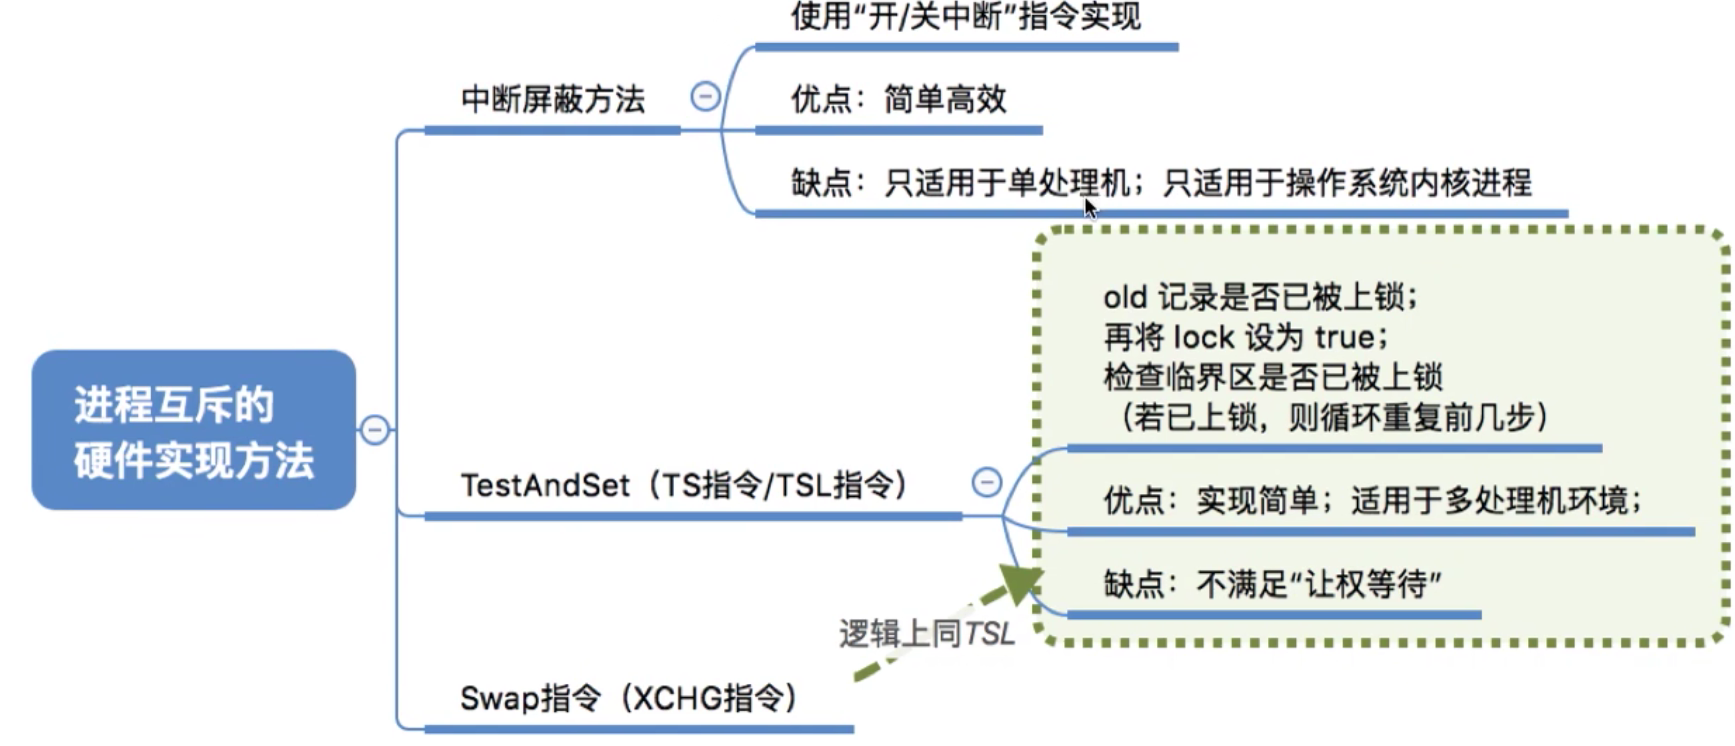 使用“开/关中断”指令实现
中断屏蔽方法
优点：简单高效
缺点：只适用于单处理机；只适用于操作系统内核进程
进程互斥的
硬件实现方法
old 记录是否已被上锁；
再将 lock 设为 true；
检查临界区是否已被上锁
（若已上锁，则循环重复前几步）
TestAndSet（TS指令/TSL指令）
优点：实现简单；适用于多处理机环境；
缺点：不满足“让权等待”
逻辑上同TSL
Swap指令（XCHG指令）